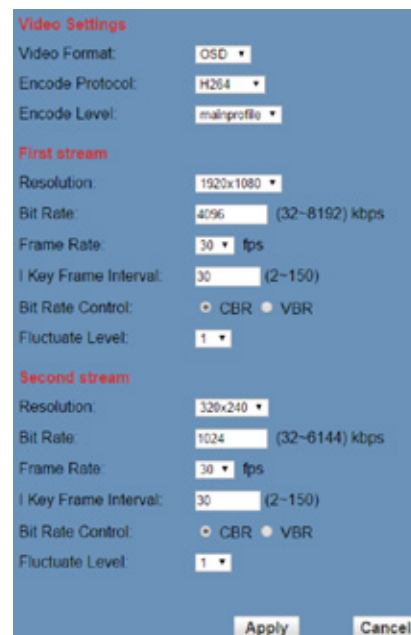 Video Settings
Video Format: OSD
Encode Protocol: H264
Encode Level: mainprofile
First stream
Resolution: 1920x1080
Bit Rate: 4096 (32~8192) kbps
Frame Rate: 30 fps
I Key Frame Interval: 30 (2~150)
Bit Rate Control: CBR VBR
Fluctuate Level: 1
Second stream
Resolution: 320x240
Bit Rate: 1024 (32~6144) kbps
Frame Rate: 30 fps
I Key Frame Interval: 30 (2~150)
Bit Rate Control: CBR VBR
Fluctuate Level: 1
Apply Cancel